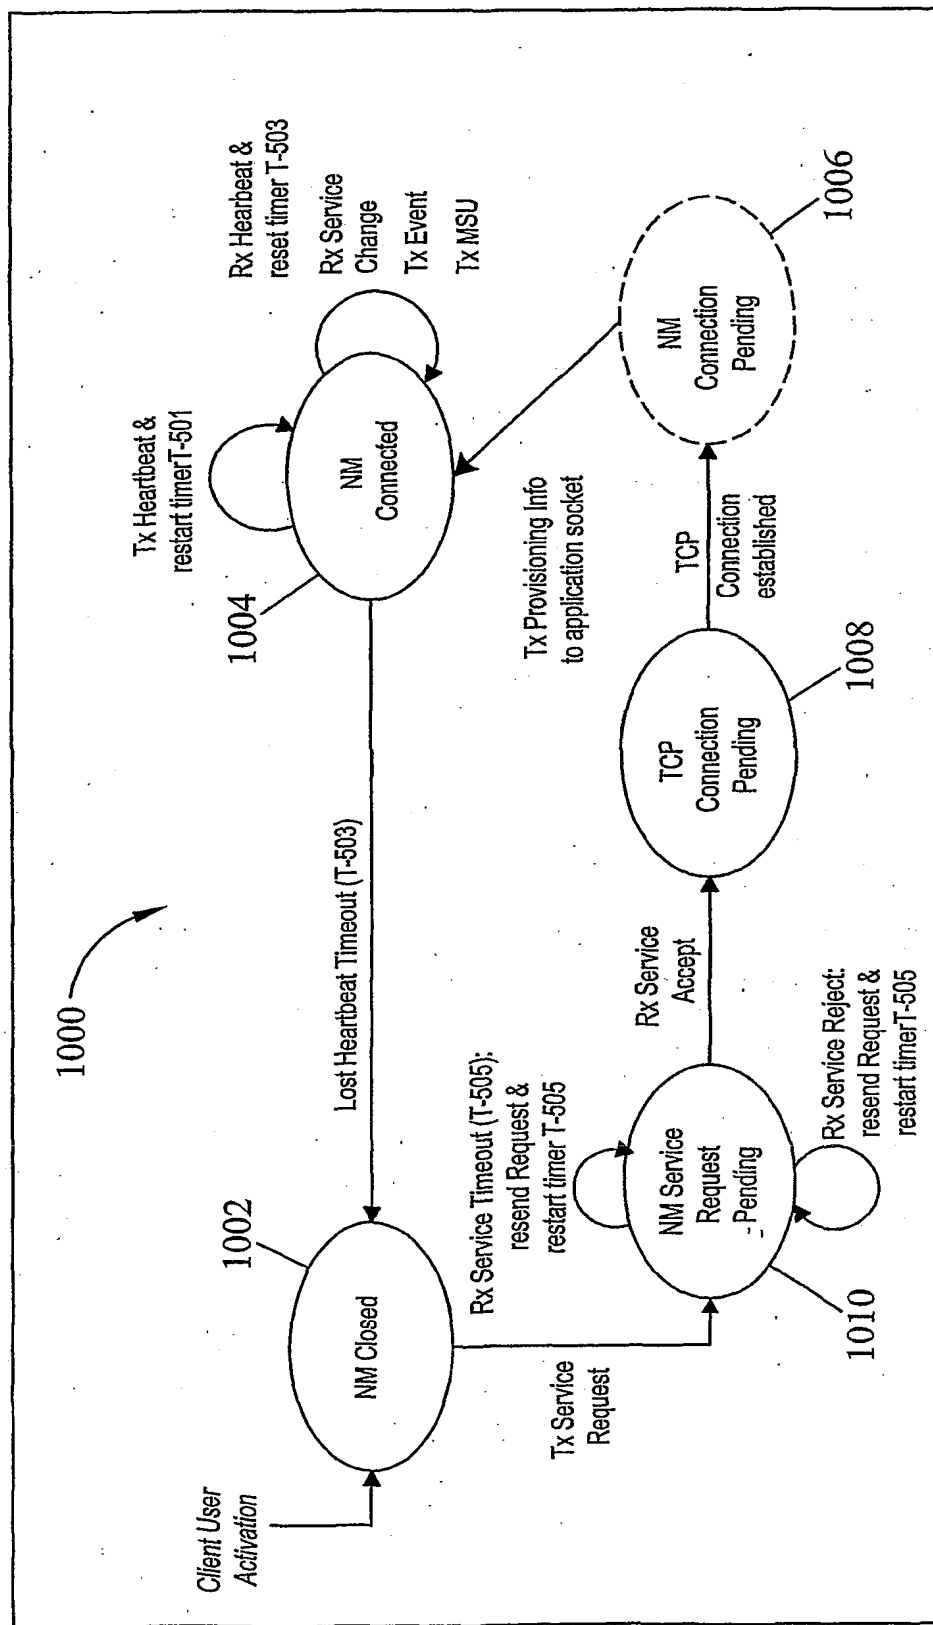 1000
Client User
Activation
1002
NM Closed
Lost Heartbeat Timeout (T-503)
1004
NM
Connected
Tx Heartbeat &
restart timerT-501
Rx Hearbeat &
reset timer T-503
Rx Service
Change
Tx Event
Tx MSU
Tx Service
Request
Rx Service Timeout (T-505):
resend Request &
restart timer T-505
NM Service
Request
Pending
1010
Rx Service Reject:
resend Request &
restart timerT-505
Rx Service
Accept
TCP
Connection
Pending
1008
TCP
Connection
established
Tx Provisioning Info
to application socket
NM
Connection
Pending
1006